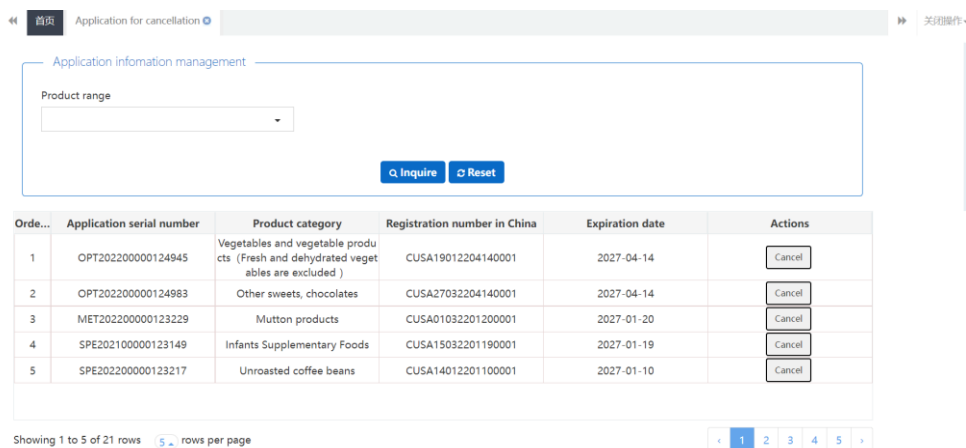 首页 Application for cancellation 关闭操作
Application infomation management
Product range
Inquire Reset
Orde... Application serial number Product category Registration number in China Expiration date Actions
1 OPT202200000124945 Vegetables and vegetable produ CUSA19012204140001 2027-04-14 Cancel
cts（Fresh and dehydrated veget
ables are excluded ）
2 OPT202200000124983 Other sweets, chocolates CUSA27032204140001 2027-04-14 Cancel
3 MET202200000123229 Mutton products CUSA01032201200001 2027-01-20 Cancel
4 SPE202100000123149 Infants Supplementary Foods CUSA15032201190001 2027-01-19 Cancel
5 SPE202200000123217 Unroasted coffee beans CUSA14012201100001 2027-01-10 Cancel
Showing 1 to 5 of 21 rows 5 rows per page ‹ 1 2 3 4 5 ›